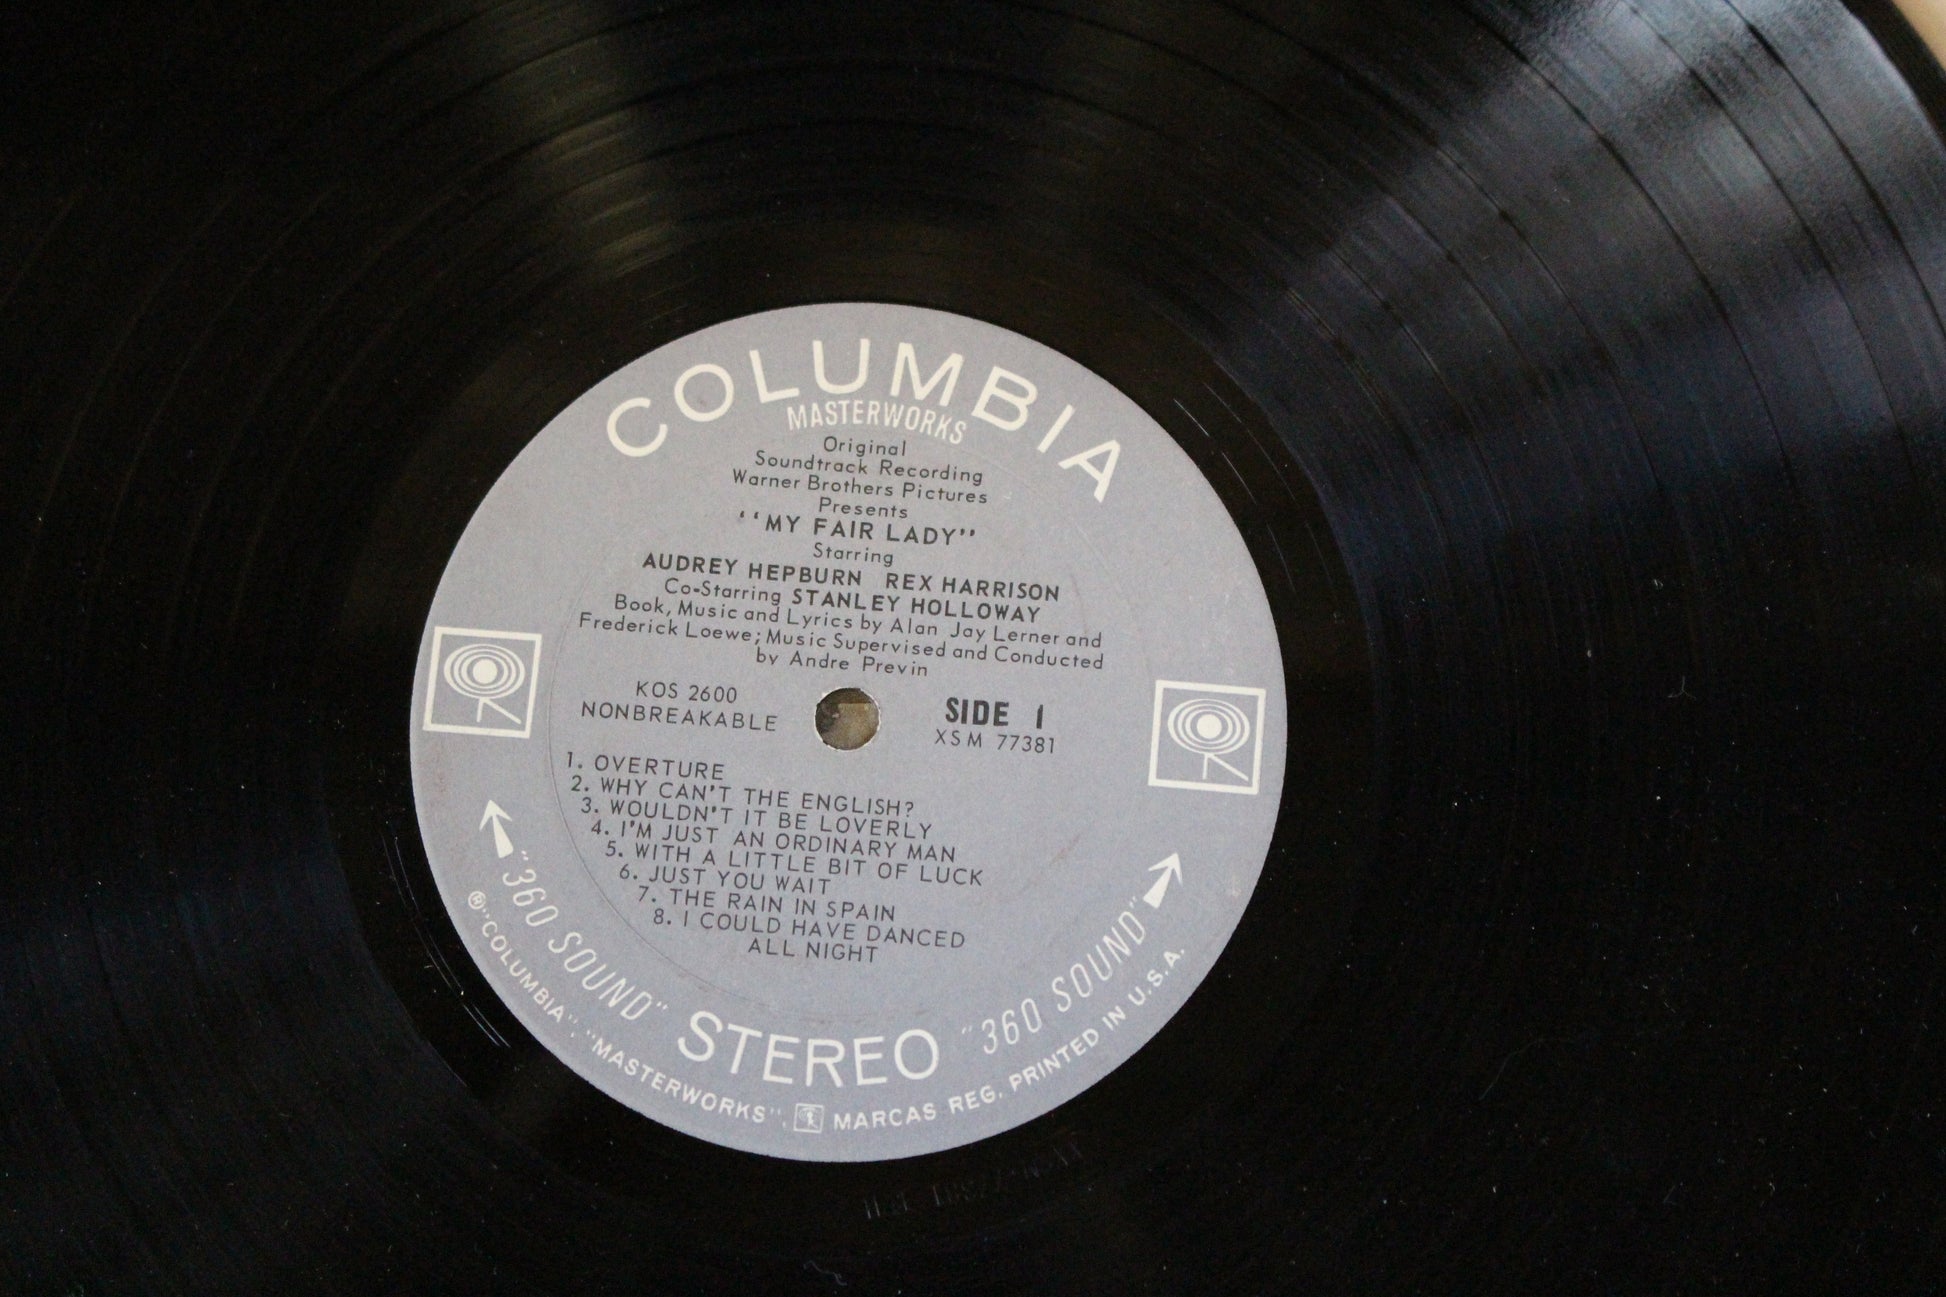 COLUMBIA
MASTERWORKS
Original
Soundtrack Recording
Warner Brothers Pictures
Presents
''MY FAIR LADY''
Starring
AUDREY HEPBURN REX HARRISON
Co-Starring STANLEY HOLLOWAY
Book, Music and Lyrics by Alan Jay Lerner and
Frederick Loewe; Music Supervised and Conducted
by Andre Previn
KOS 2600
NONBREAKABLE
SIDE 1
XSM 77381
1. OVERTURE
2. WHY CAN'T THE ENGLISH?
3. WOULDN'T IT BE LOVERLY
4. I'M JUST AN ORDINARY MAN
5. WITH A LITTLE BIT OF LUCK
6. JUST YOU WAIT
7. THE RAIN IN SPAIN
8. I COULD HAVE DANCED
ALL NIGHT
"360 SOUND" STEREO "360 SOUND"
® "COLUMBIA", "MASTERWORKS", MARCAS REG. PRINTED IN U.S.A.